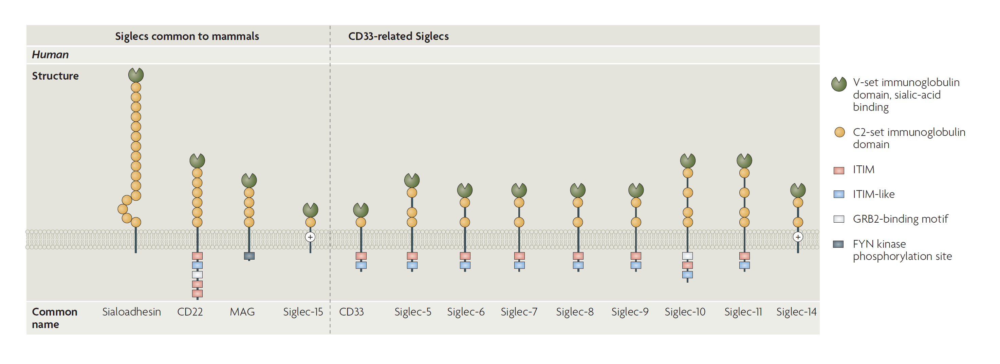 Siglecs common to mammals
CD33-related Siglecs
Human
Structure
+
+
Common
name
Sialoadhesin
CD22
MAG
Siglec-15
CD33
Siglec-5
Siglec-6
Siglec-7
Siglec-8
Siglec-9
Siglec-10
Siglec-11
Siglec-14
V-set immunoglobulin
domain, sialic-acid
binding
C2-set immunoglobulin
domain
ITIM
ITIM-like
GRB2-binding motif
FYN kinase
phosphorylation site